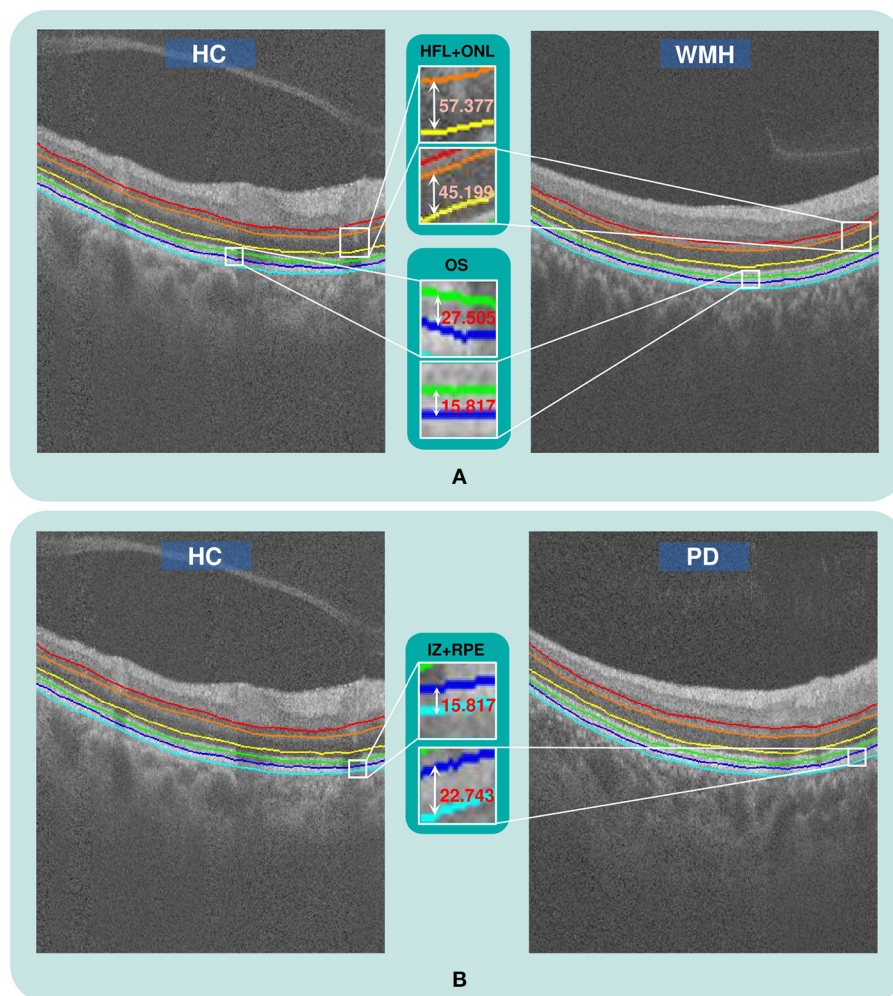 HC
HFL+ONL
WMH
57.377
45.199
OS
27.505
15.817
A
HC
PD
IZ+RPE
15.817
22.743
B